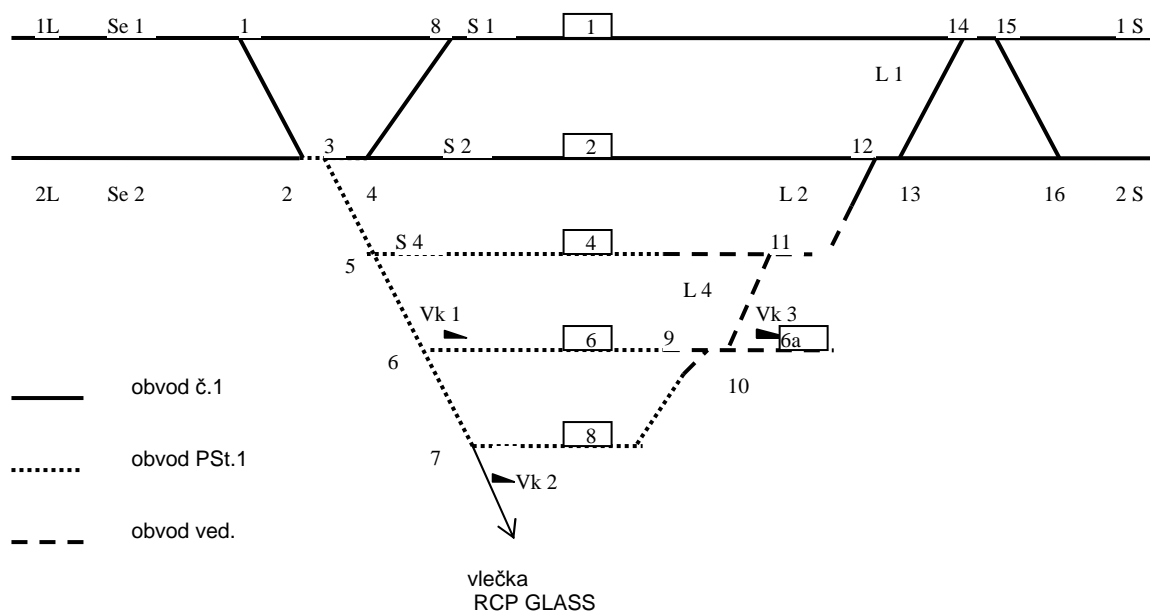 1L Se 1 1 8 S 1 1 14 15 1 S
L 1
3 S 2 2 12
2L Se 2 2 4 L 2 13 16 2 S
S 4 4 11
5
L 4
Vk 1 Vk 3
6 9 6a
6 10
obvod č.1
8
7
obvod PSt.1
Vk 2
obvod ved.
vlečka
RCP GLASS